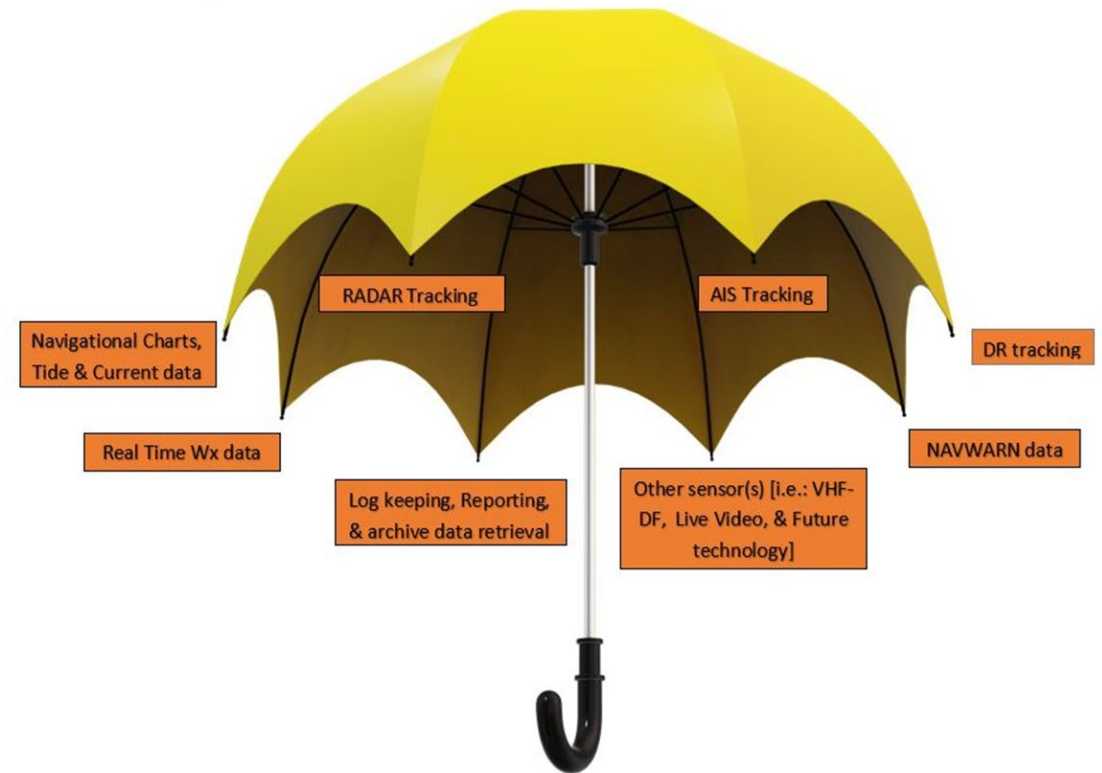 RADAR Tracking
AIS Tracking
Navigational Charts,
Tide & Current data
DR tracking
Real Time Wx data
NAVWARN data
Log keeping, Reporting,
& archive data retrieval
Other sensor(s) [i.e.: VHF-
DF, Live Video, & Future
technology]